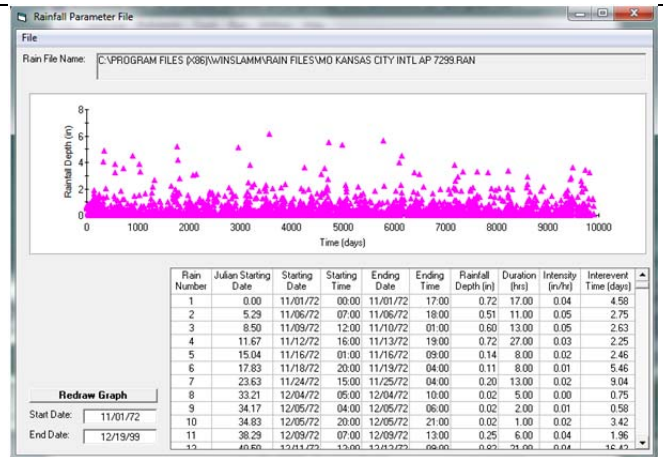 Rainfall Parameter File
File
Rain File Name: C:\PROGRAM FILES (X86)\WINSLAMM\RAIN FILES\MO KANSAS CITY INTL AP 7299.RAN
Rainfall Depth (in)
8
6
4
2
0
0 1000 2000 3000 4000 5000 6000 7000 8000 9000 10000
Time (days)
Rain Number Julian Starting Date Starting Date Starting Time Ending Date Ending Time Rainfall Depth (in) Duration (hrs) Intensity (in/hr) Interevent Time (days)
1 0.00 11/01/72 00:00 11/01/72 17:00 0.72 17.00 0.04 4.58
2 5.29 11/06/72 07:00 11/06/72 18:00 0.51 11.00 0.05 2.75
3 8.50 11/09/72 12:00 11/10/72 01:00 0.60 13.00 0.05 2.63
4 11.67 11/12/72 16:00 11/13/72 19:00 0.72 27.00 0.03 2.25
5 15.04 11/16/72 01:00 11/16/72 09:00 0.14 8.00 0.02 2.46
6 17.83 11/18/72 20:00 11/19/72 04:00 0.11 8.00 0.01 5.46
7 23.63 11/24/72 15:00 11/25/72 04:00 0.20 13.00 0.02 9.04
8 33.21 12/04/72 05:00 12/04/72 10:00 0.02 5.00 0.00 0.75
9 34.17 12/05/72 04:00 12/05/72 06:00 0.02 2.00 0.01 0.58
10 34.83 12/05/72 20:00 12/05/72 21:00 0.02 1.00 0.02 3.42
11 38.29 12/09/72 07:00 12/09/72 13:00 0.25 6.00 0.04 1.96
Redraw Graph
Start Date: 11/01/72
End Date: 12/19/99